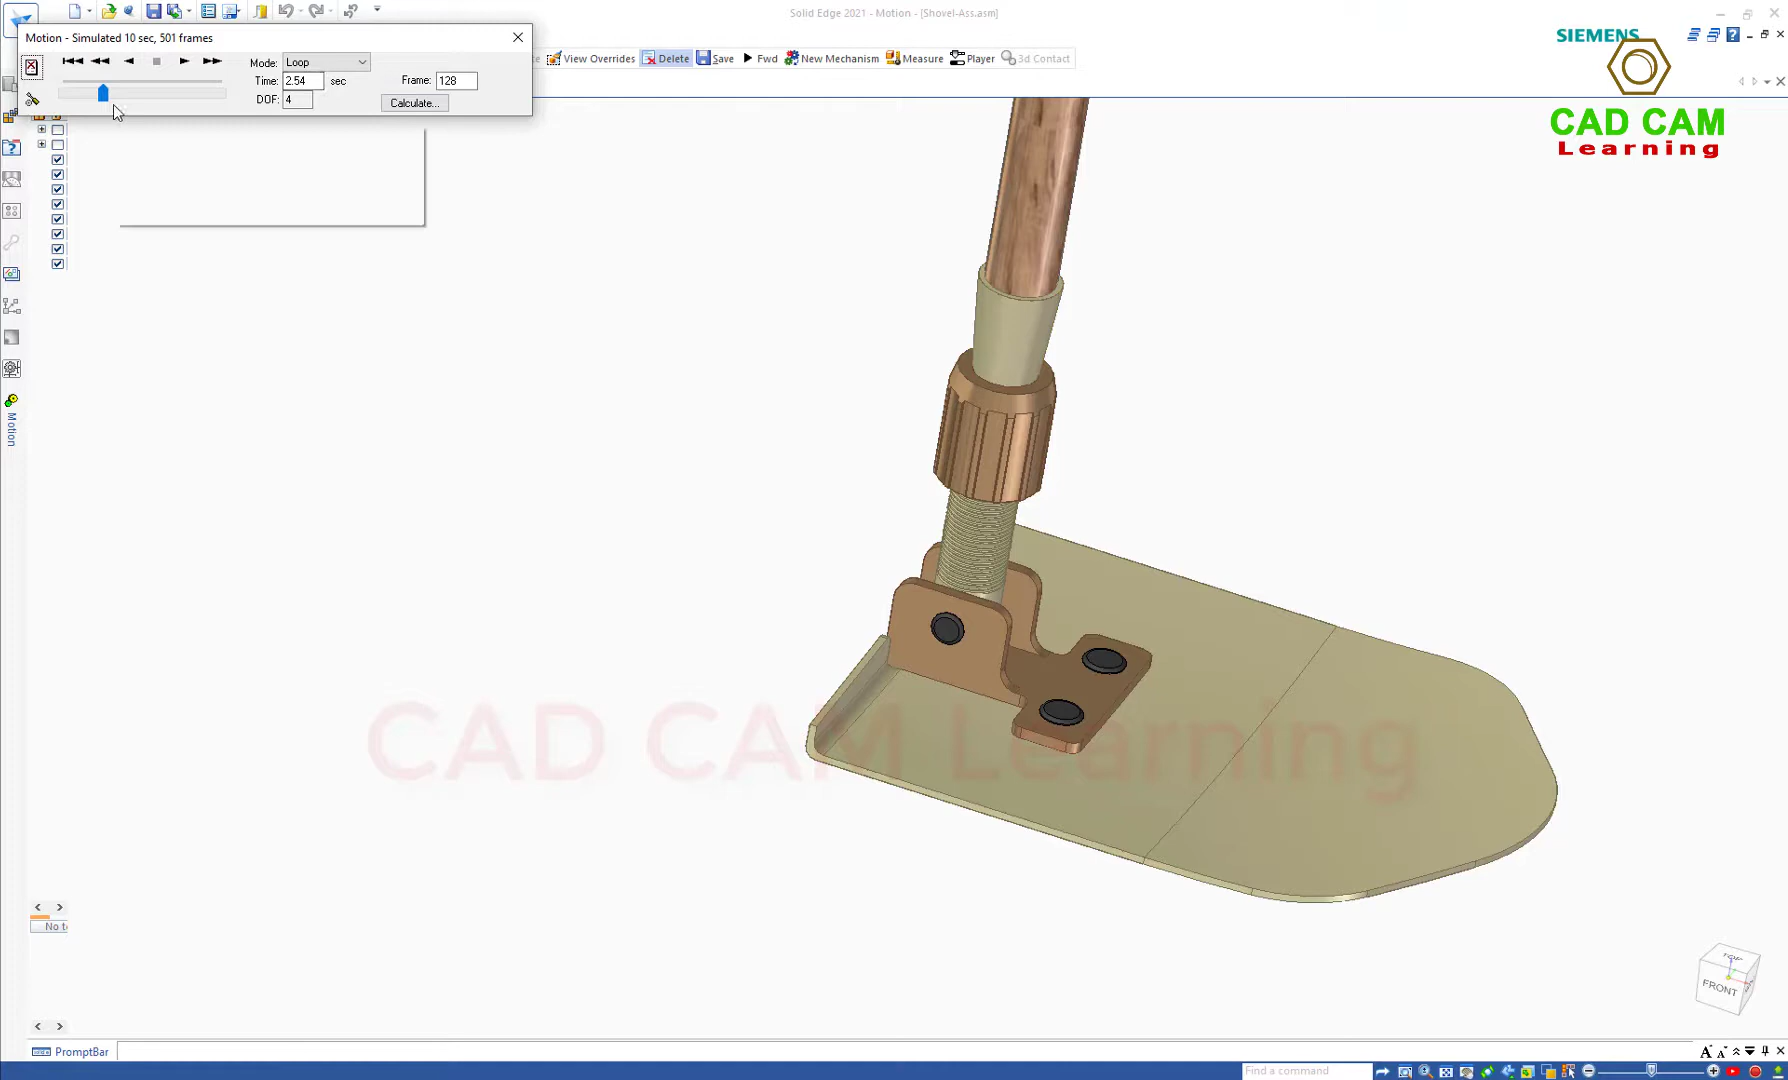 Solid Edge 2021 - Motion - [Shovel-Ass.asm]
Motion - Simulated 10 sec, 501 frames
Mode: Loop
Time: 2.54 sec
Frame: 128
DOF: 4
Calculate...
View Overrides
Delete
Save
Fwd
New Mechanism
Measure
Player
3d Contact
SIEMENS
CAD CAM
Learning
Motion
CAD CAM Learning
No t
TOP
FRONT
PromptBar
Find a command